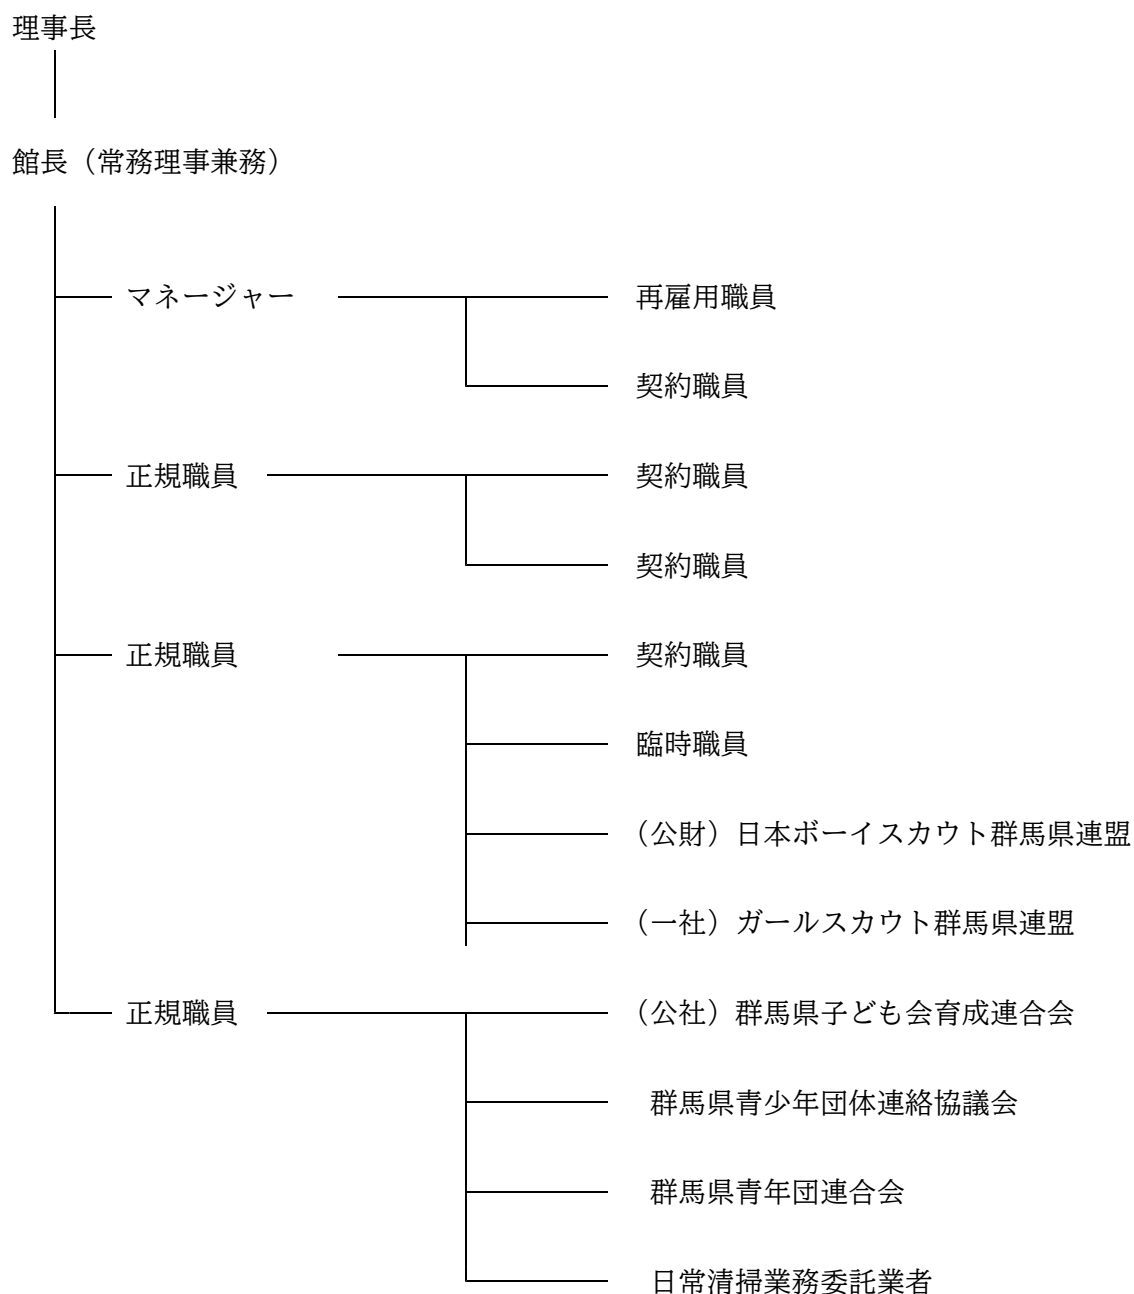 理事長
館長（常務理事兼務）
マネージャー 再雇用職員
契約職員
正規職員 契約職員
契約職員
正規職員 契約職員
臨時職員
（公財）日本ボーイスカウト群馬県連盟
（一社）ガールスカウト群馬県連盟
正規職員 （公社）群馬県子ども会育成連合会
群馬県青少年団体連絡協議会
群馬県青年団連合会
日常清掃業務委託業者